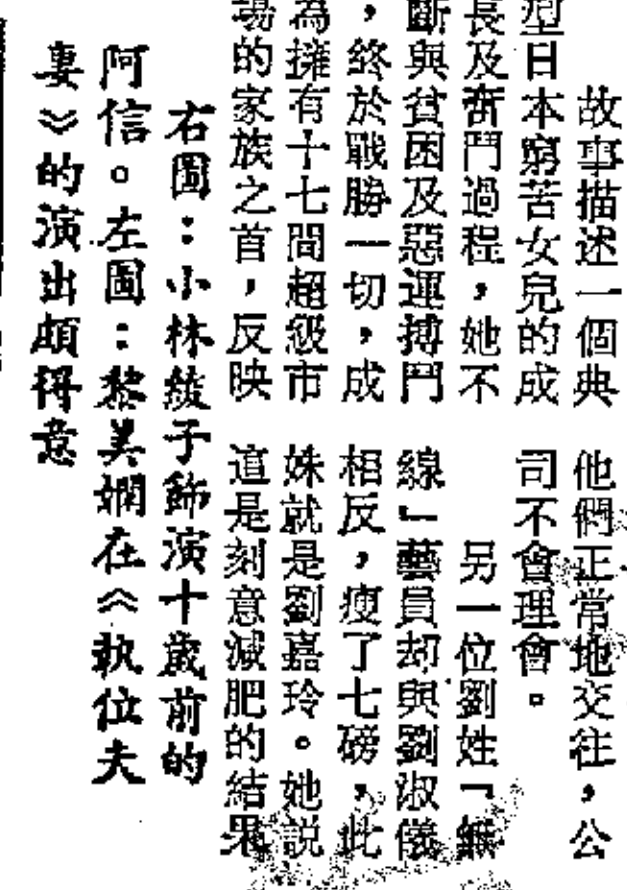 故事描述一個典
型日本窮苦女兒的成
長及奮鬥過程，她不
斷與貧困及惡運搏鬥
，終於戰勝一切，成
為擁有十七間超級市
場的家族之首，反映
他倆正常地交往，公
司不會理會。
另一位劉姓「無
線」藝員却與劉淑儀
相反，瘦了七磅，此
姝就是劉嘉玲。她說
這是刻意減肥的結果
右圖：小林綾子飾演十歲前的
阿信。左圖：黎美嫻在《執位夫
妻》的演出頗得意